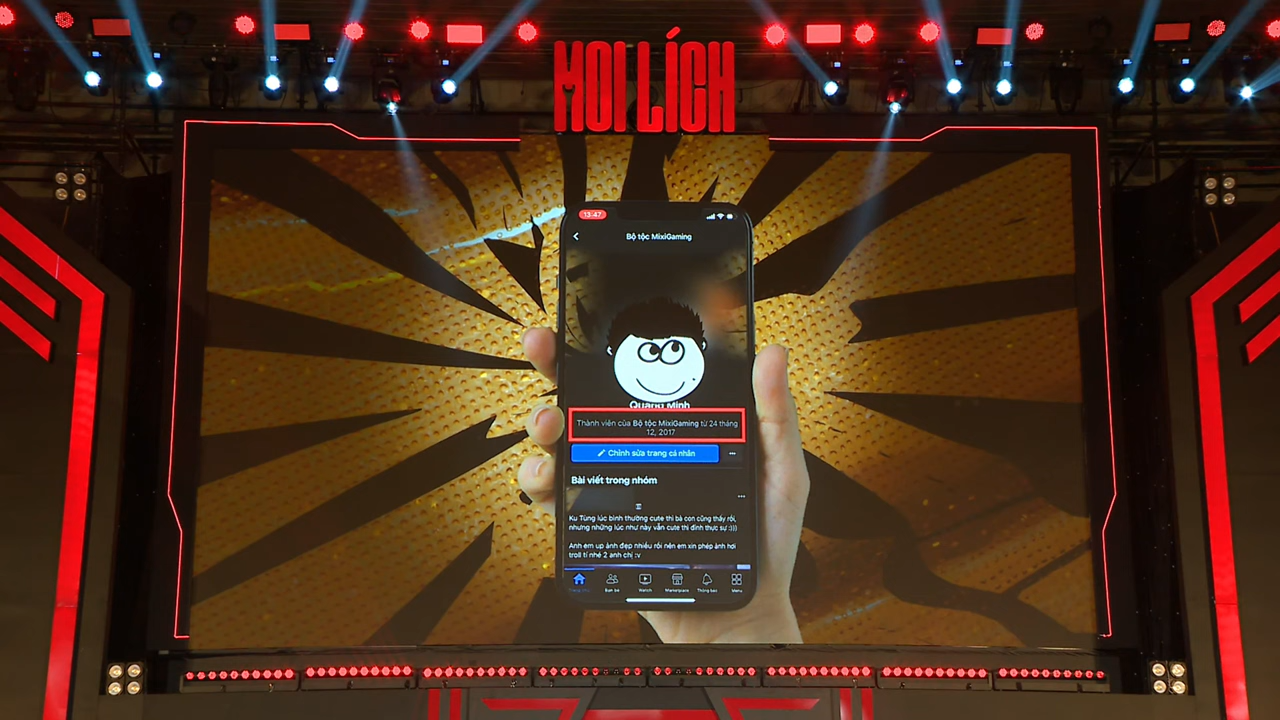 MOI LÍCH
13:47
Bộ tộc MixiGaming
Quang Minh
Thành viên của Bộ tộc MixiGaming từ 24 tháng
12, 2017
Chỉnh sửa trang cá nhân
Bài viết trong nhóm
Ku Tùng lúc bình thường cute thì bà con cũng thấy rồi,
nhưng những lúc như này vẫn cute thì đỉnh thực sự :)))
Anh em up ảnh đẹp nhiều rồi nên em xin phép ảnh hơi
troll tí nhé 2 anh chị :v
Trang chủ Bạn bè Watch Marketplace Thông báo Menu